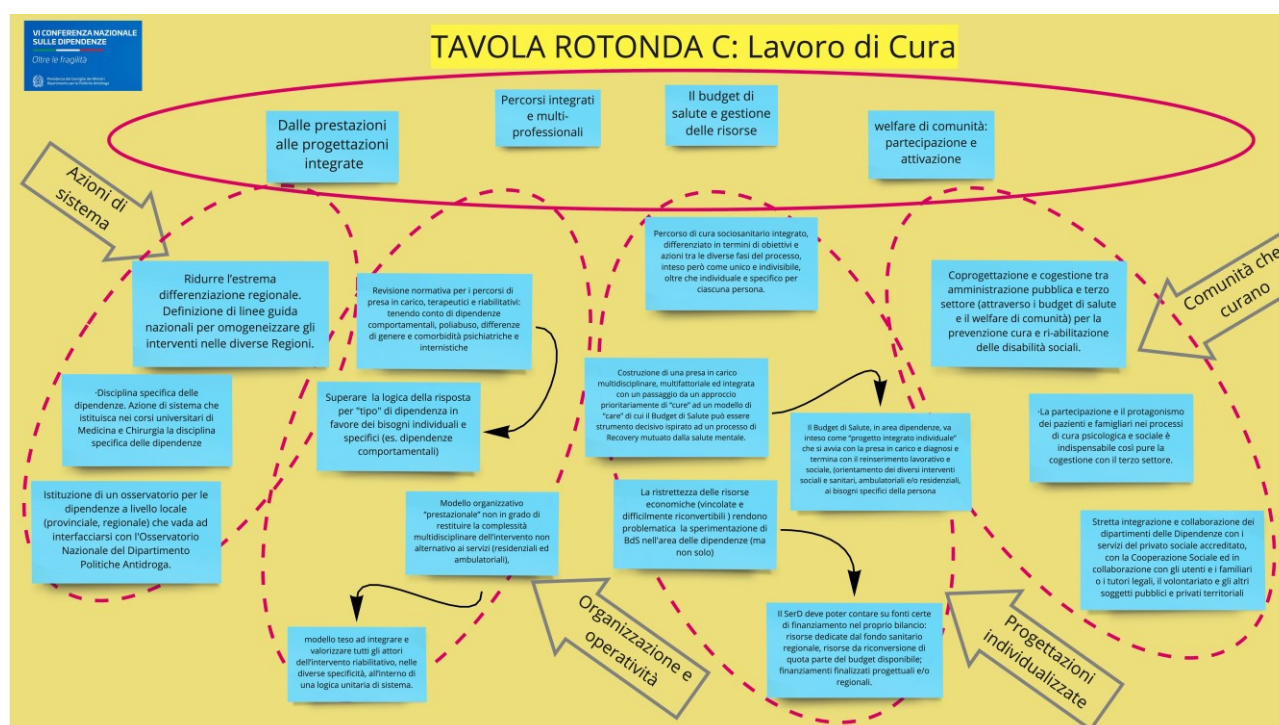 VI CONFERENZA NAZIONALE
SULLE DIPENDENZE
Oltre le fragilità
Presidenza del Consiglio dei Ministri
Dipartimento per le Politiche Antidroga
TAVOLA ROTONDA C: Lavoro di Cura
Dalle prestazioni
alle progettazioni
integrate
Percorsi integrati
e multi-
professionali
Il budget di
salute e gestione
delle risorse
welfare di comunità:
partecipazione e
attivazione
Azioni di
sistema
Ridurre l'estrema
differenziazione regionale.
Definizione di linee guida
nazionali per omogeneizzare gli
interventi nelle diverse Regioni.
-Disciplina specifica delle
dipendenze. Azione di sistema che
istituisca nei corsi universitari di
Medicina e Chirurgia la disciplina
specifica delle dipendenze
Istituzione di un osservatorio per le
dipendenze a livello locale
(provinciale, regionale) che vada ad
interfacciarsi con l'Osservatorio
Nazionale del Dipartimento
Politiche Antidroga.
Revisione normativa per i percorsi di
presa in carico, terapeutici e riabilitativi:
tenendo conto di dipendenze
comportamentali, poliabuso, differenze
di genere e comorbidità psichiatriche e
internistiche
Superare la logica della risposta
per "tipo" di dipendenza in
favore dei bisogni individuali e
specifici (es. dipendenze
comportamentali)
Modello organizzativo
"prestazionale" non in grado di
restituire la complessità
multidisciplinare dell'intervento non
alternativo ai servizi (residenziali ed
ambulatoriali),
modello teso ad integrare e
valorizzare tutti gli attori
dell'intervento riabilitativo, nelle
diverse specificità, all'interno di
una logica unitaria di sistema.
Organizzazione e
operatività
Percorso di cura sociosanitario integrato,
differenziato in termini di obiettivi e
azioni tra le diverse fasi del processo,
inteso però come unico e indivisibile,
oltre che individuale e specifico per
ciascuna persona.
Costruzione di una presa in carico
multidisciplinare, multifattoriale ed integrata
con un passaggio da un approccio
prioritariamente di "cure" ad un modello di
"care" di cui il Budget di Salute può essere
strumento decisivo ispirato ad un processo di
Recovery mutuato dalla salute mentale.
Il Budget di Salute, in area dipendenze, va
inteso come "progetto integrato individuale"
che si avvia con la presa in carico e diagnosi e
termina con il reinserimento lavorativo e
sociale, (orientamento dei diversi interventi
sociali e sanitari, ambulatoriali e/o residenziali,
ai bisogni specifici della persona
La ristrettezza delle risorse
economiche (vincolate e
difficilmente riconvertibili ) rendono
problematica la sperimentazione di
BdS nell'area delle dipendenze (ma
non solo)
Il SerD deve poter contare su fonti certe
di finanziamento nel proprio bilancio:
risorse dedicate dal fondo sanitario
regionale, risorse da riconversione di
quota parte del budget disponibile;
finanziamenti finalizzati progettuali e/o
regionali.
Progettazioni
individualizzate
Comunità che
curano
Coprogettazione e cogestione tra
amministrazione pubblica e terzo
settore (attraverso i budget di salute
e il welfare di comunità) per la
prevenzione cura e ri-abilitazione
delle disabilità sociali.
-La partecipazione e il protagonismo
dei pazienti e famigliari nei processi
di cura psicologica e sociale è
indispensabile così pure la
cogestione con il terzo settore.
Stretta integrazione e collaborazione dei
dipartimenti delle Dipendenze con i
servizi del privato sociale accreditato,
con la Cooperazione Sociale ed in
collaborazione con gli utenti e i familiari
o i tutori legali, il volontariato e gli altri
soggetti pubblici e privati territoriali